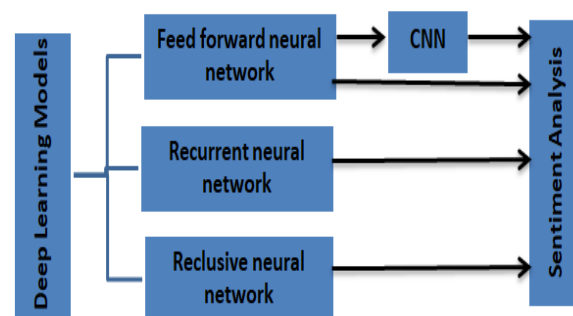 Deep Learning Models
Feed forward neural
network
CNN
Recurrent neural
network
Reclusive neural
network
Sentiment Analysis